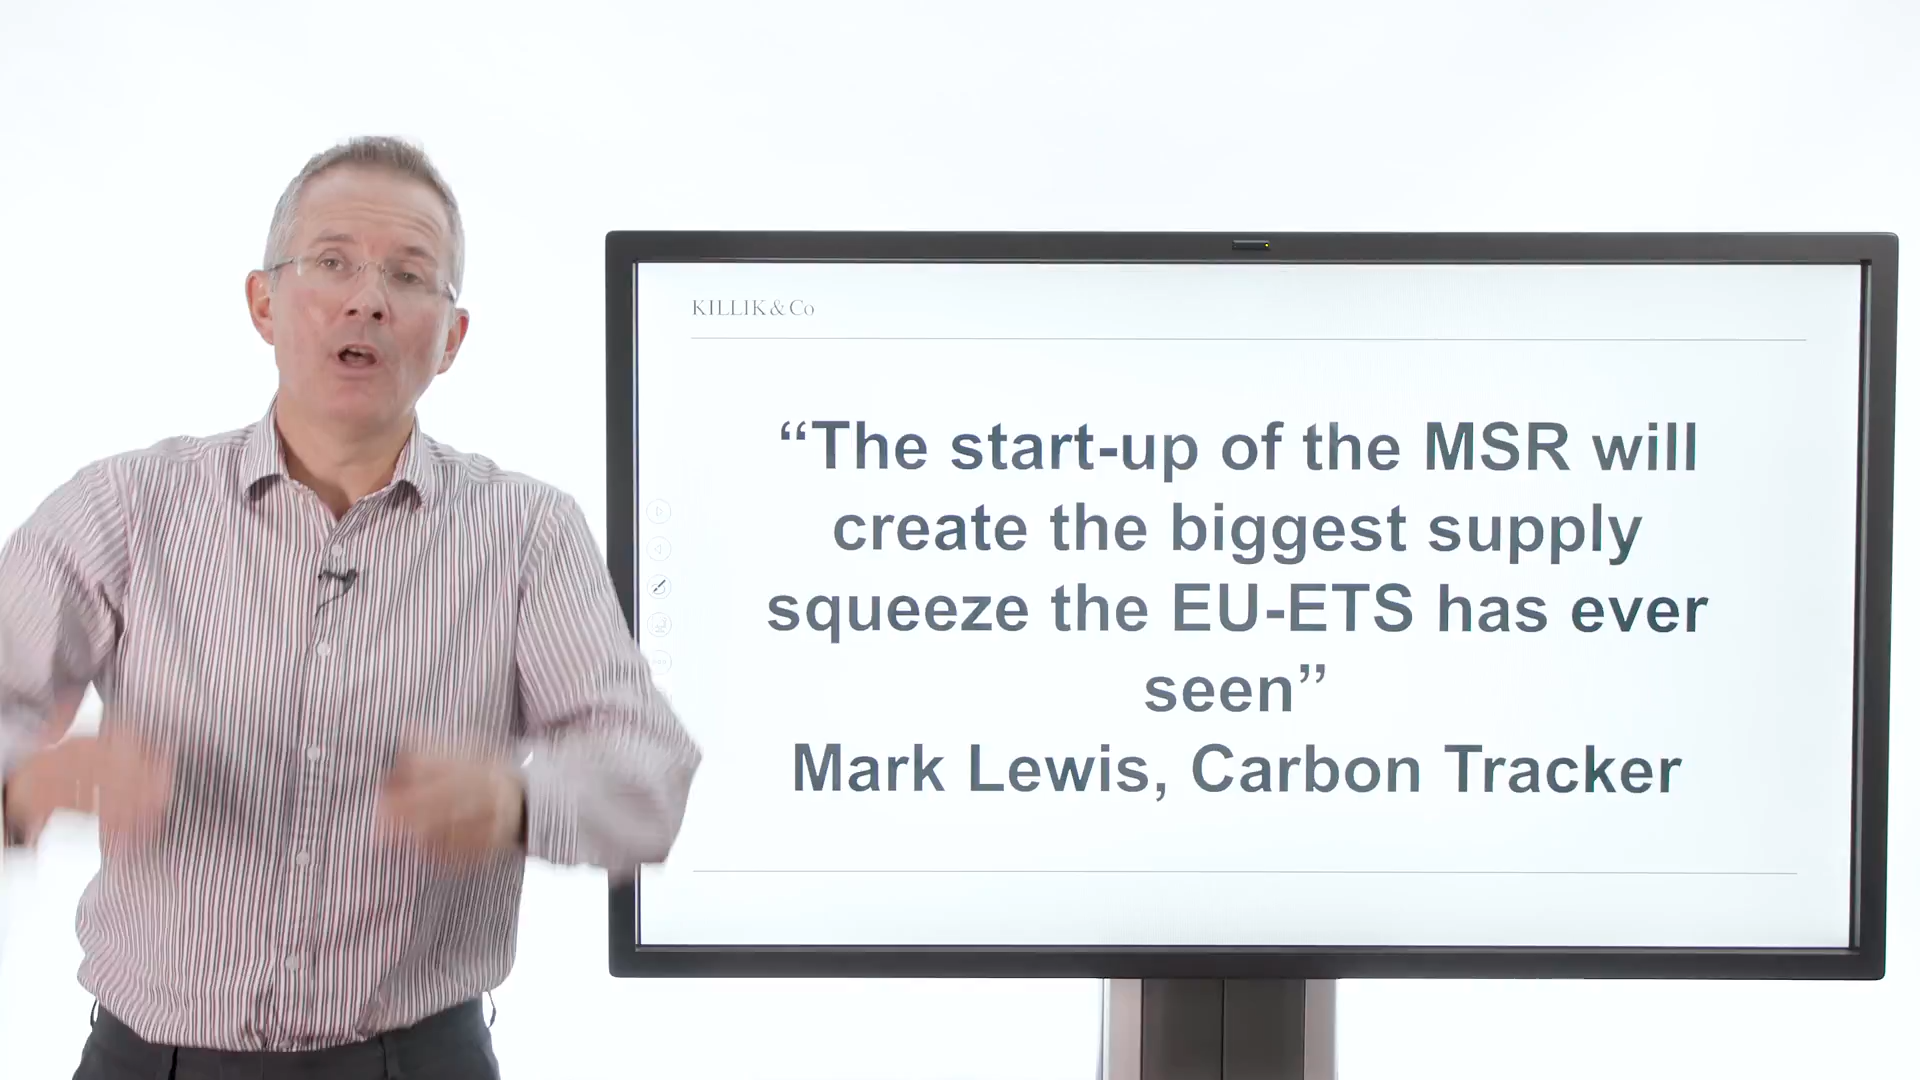 KILLIK & Co
“The start-up of the MSR will
create the biggest supply
squeeze the EU-ETS has ever
seen”
Mark Lewis, Carbon Tracker